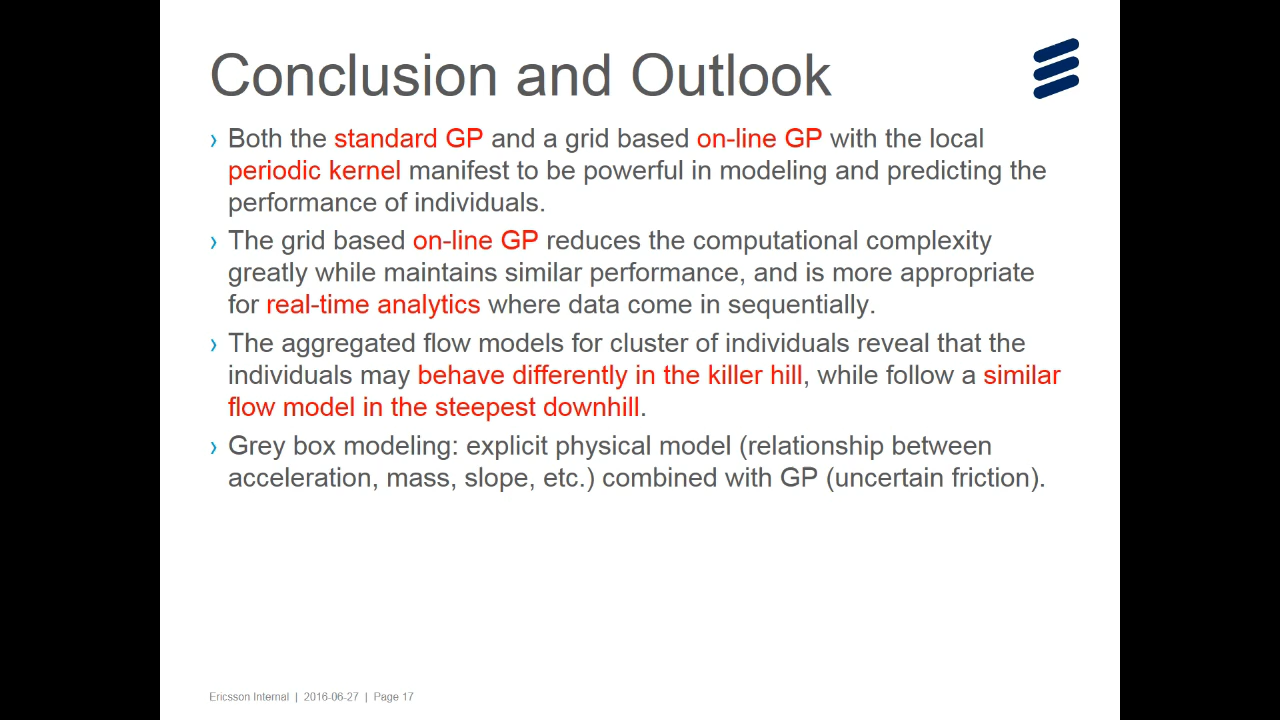 Conclusion and Outlook
› Both the standard GP and a grid based on-line GP with the local
periodic kernel manifest to be powerful in modeling and predicting the
performance of individuals.
› The grid based on-line GP reduces the computational complexity
greatly while maintains similar performance, and is more appropriate
for real-time analytics where data come in sequentially.
› The aggregated flow models for cluster of individuals reveal that the
individuals may behave differently in the killer hill, while follow a similar
flow model in the steepest downhill.
› Grey box modeling: explicit physical model (relationship between
acceleration, mass, slope, etc.) combined with GP (uncertain friction).
Ericsson Internal | 2016-06-27 | Page 17